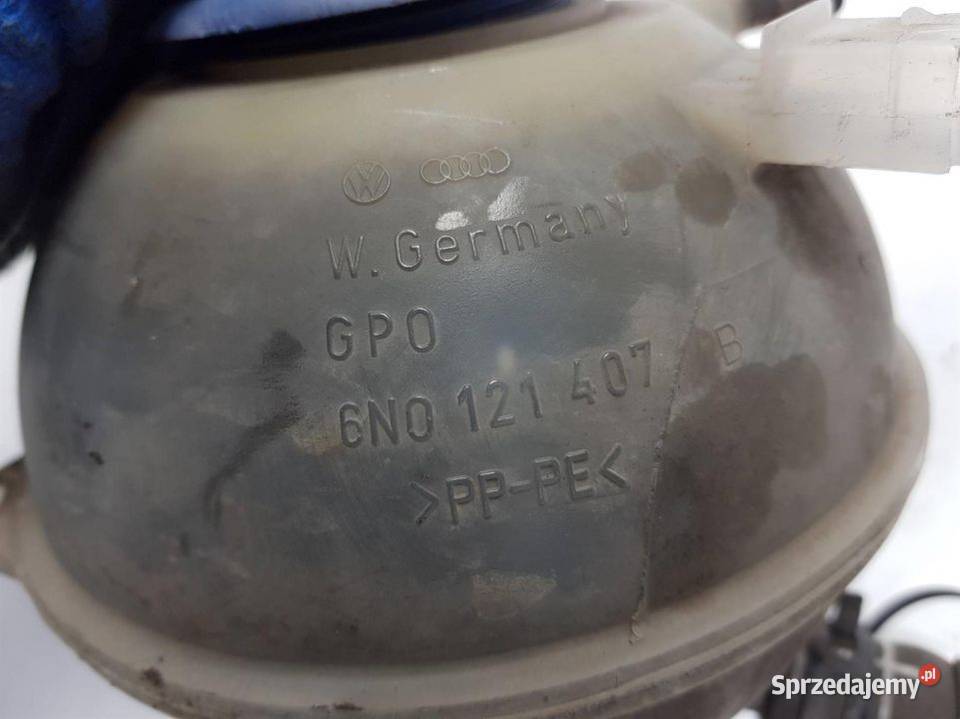 W. Germany
GPO
6N0 121 407 B
>PP-PE<
Sprzedajemy.pl